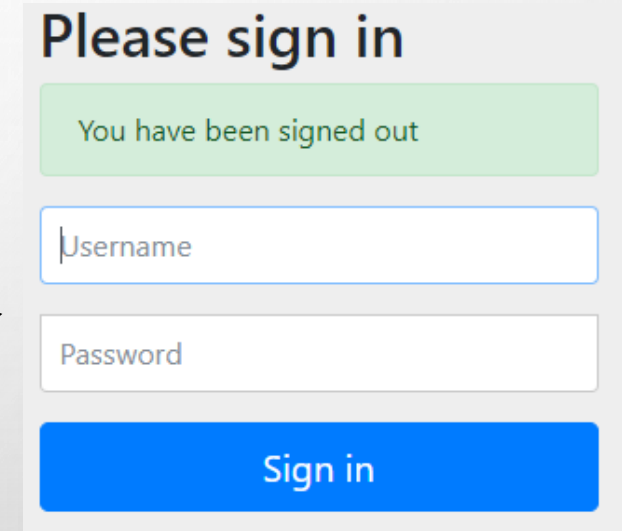 Please sign in
You have been signed out
Username
Password
Sign in